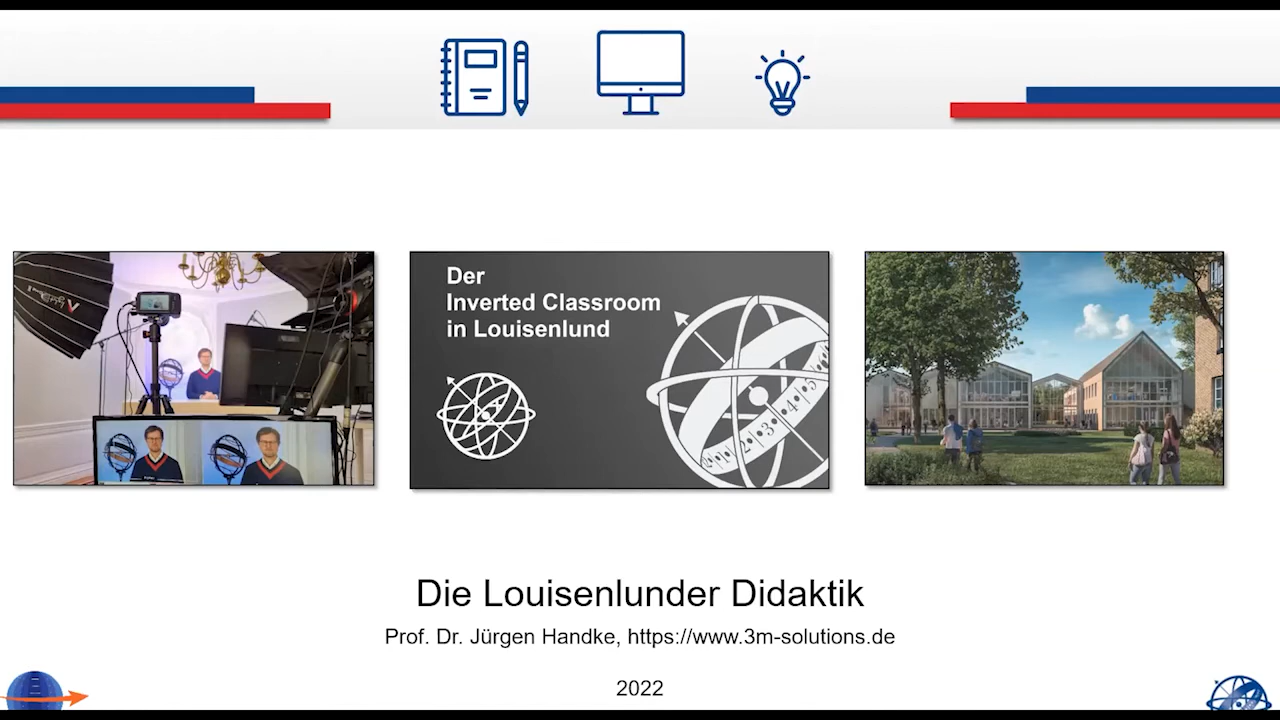 Der
Inverted Classroom
in Louisenlund
Die Louisenlunder Didaktik
Prof. Dr. Jürgen Handke, https://www.3m-solutions.de
2022